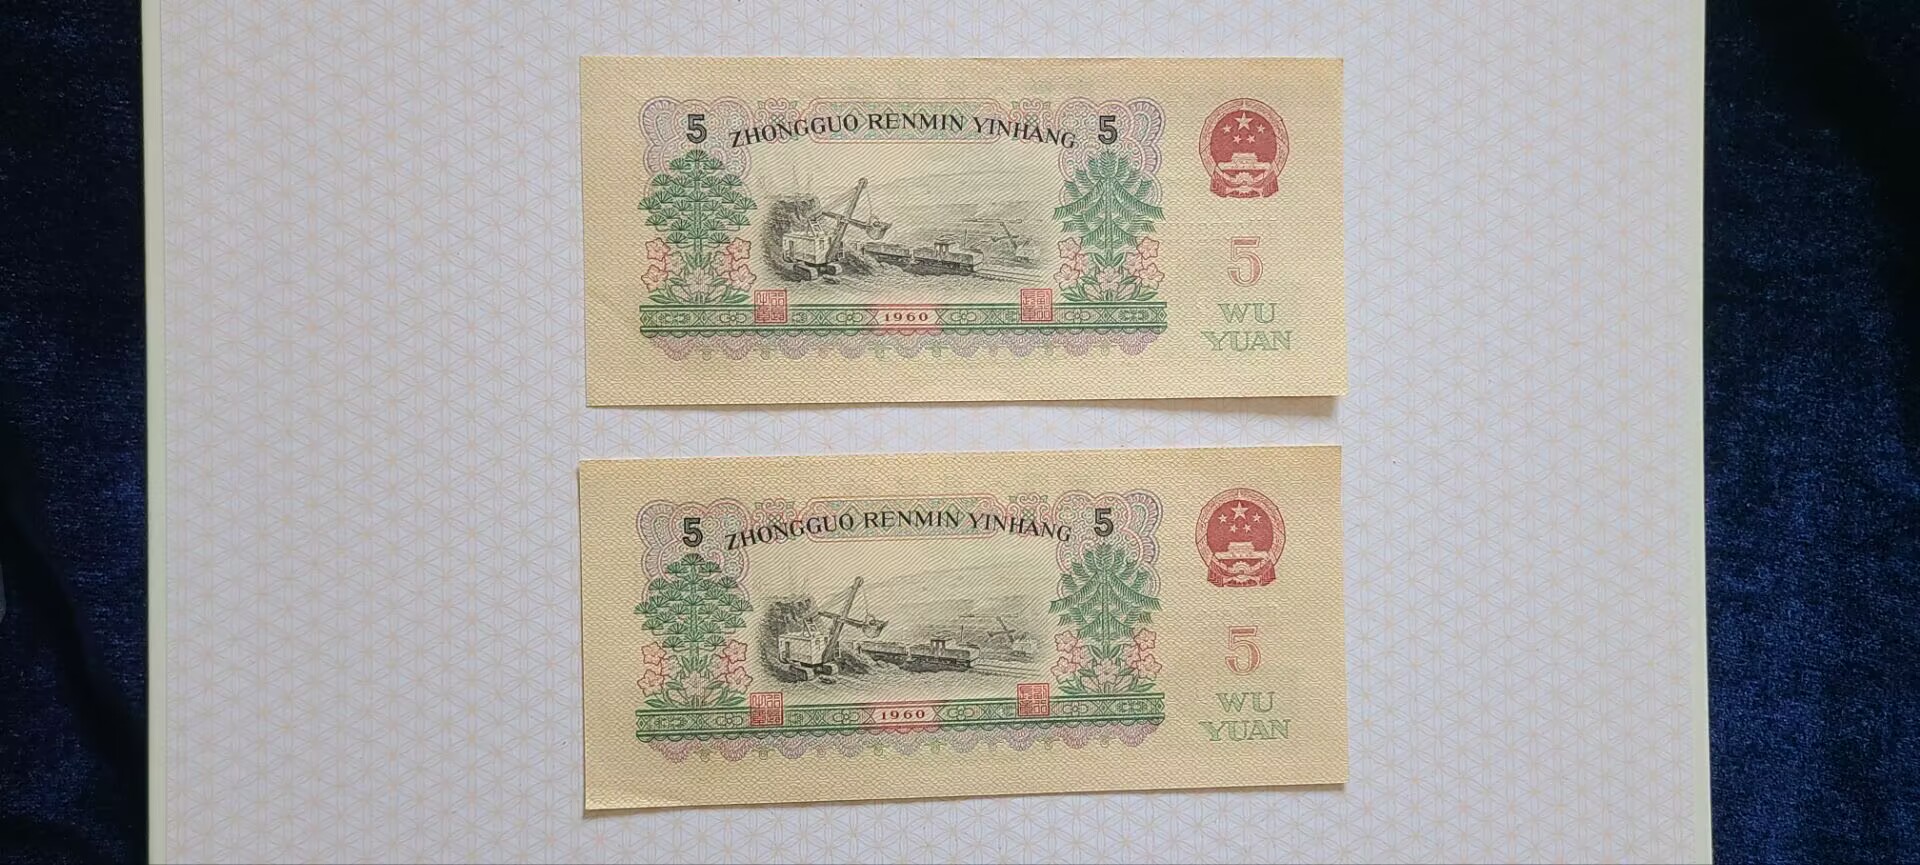 5 ZHONGGUO RENMIN YINHANG 5
5
WU
YUAN
1960
5 ZHONGGUO RENMIN YINHANG 5
5
WU
YUAN
1960